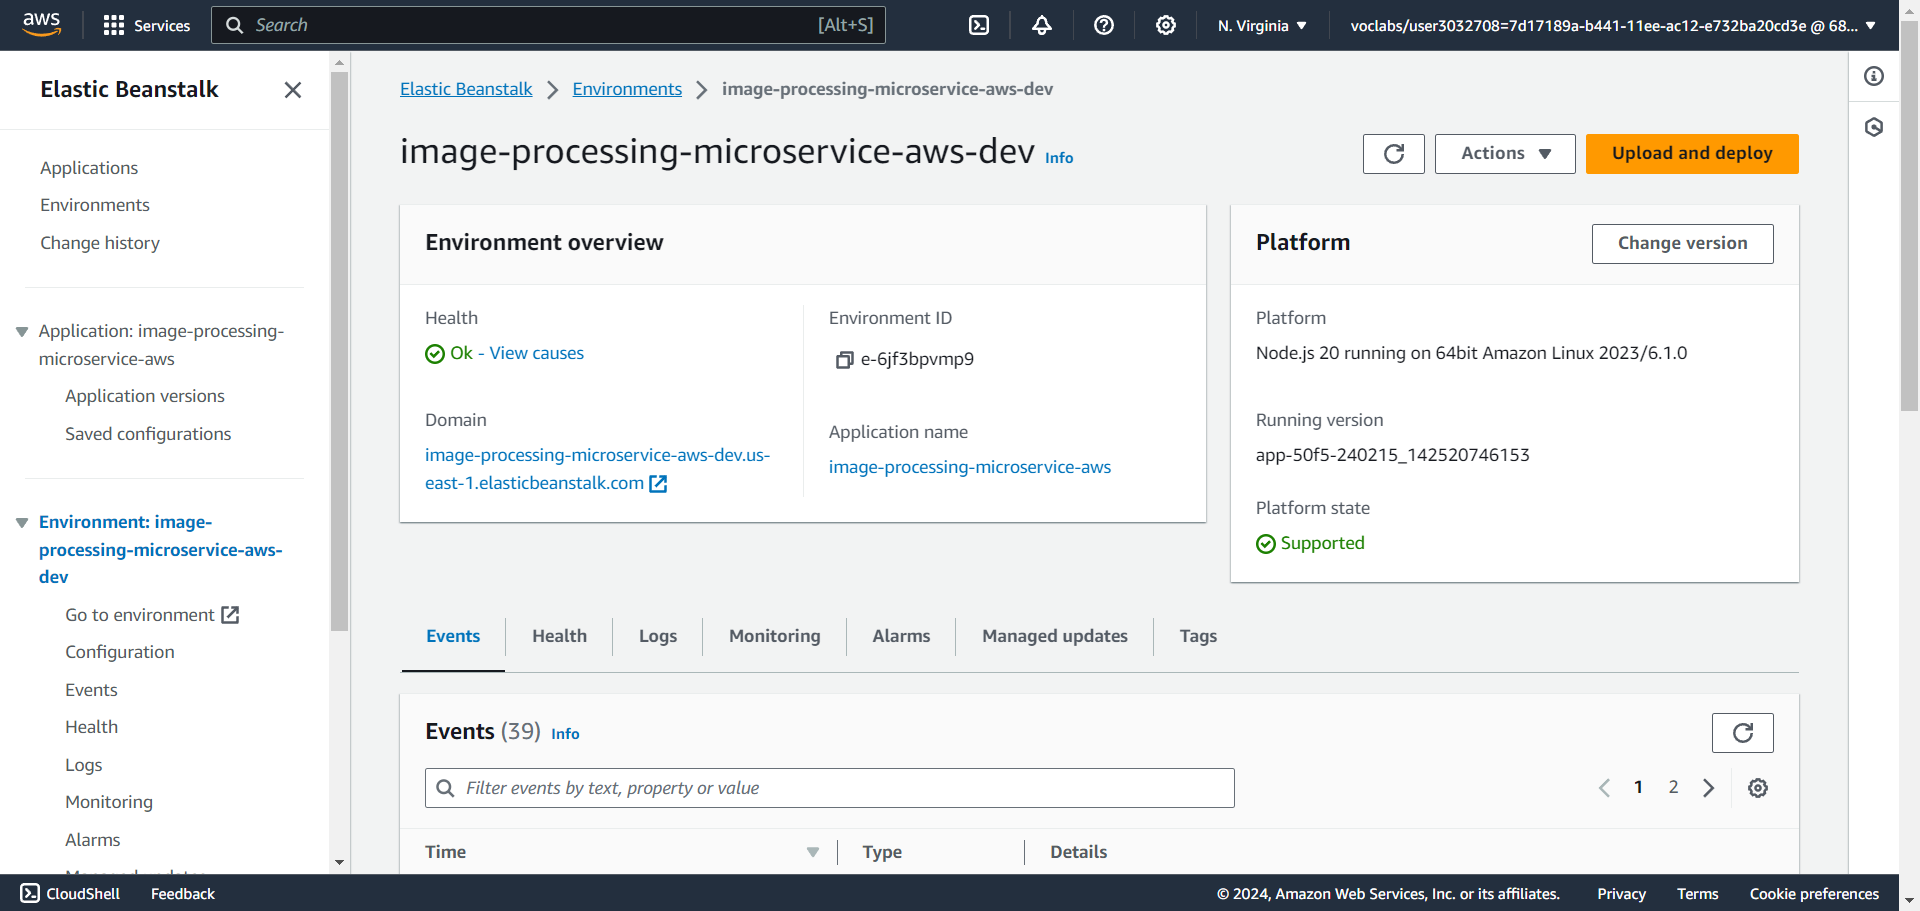 aws
Services
Search
[Alt+S]
N. Virginia
voclabs/user3032708=7d17189a-b441-11ee-ac12-e732ba20cd3e @ 68...
Elastic Beanstalk
Applications
Environments
Change history
Application: image-processing-
microservice-aws
Application versions
Saved configurations
Environment: image-
processing-microservice-aws-
dev
Go to environment
Configuration
Events
Health
Logs
Monitoring
Alarms
Elastic Beanstalk
Environments
image-processing-microservice-aws-dev
image-processing-microservice-aws-dev Info
Actions
Upload and deploy
Environment overview
Health
Ok - View causes
Domain
image-processing-microservice-aws-dev.us-
east-1.elasticbeanstalk.com
Environment ID
e-6jf3bpvmp9
Application name
image-processing-microservice-aws
Platform
Change version
Platform
Node.js 20 running on 64bit Amazon Linux 2023/6.1.0
Running version
app-50f5-240215_142520746153
Platform state
Supported
Events
Health
Logs
Monitoring
Alarms
Managed updates
Tags
Events (39) Info
Filter events by text, property or value
1
2
Time
Type
Details
CloudShell
Feedback
© 2024, Amazon Web Services, Inc. or its affiliates.
Privacy
Terms
Cookie preferences